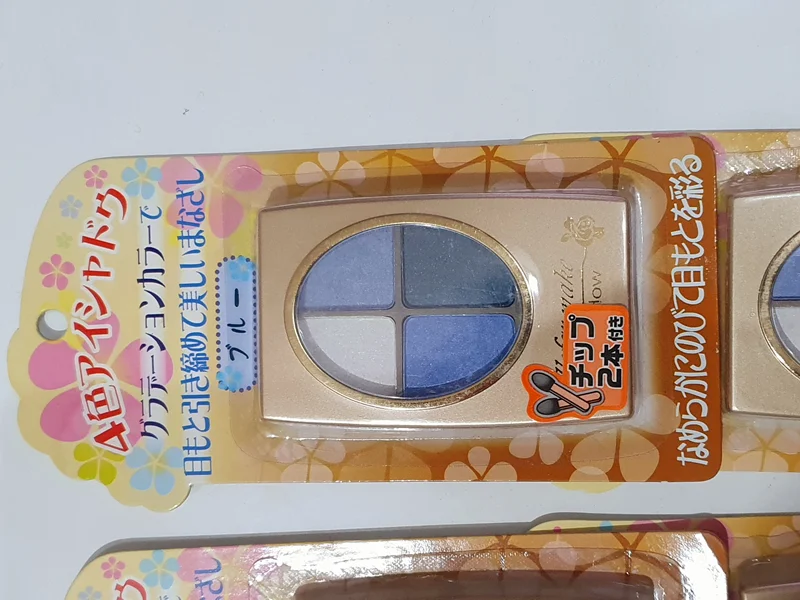 4色アイシャドウ
グラデーションカラーで
目もと引き締めて美しいまなざし
ブルー
チップ
2本付き
なめらかにのびて目もとを彩る